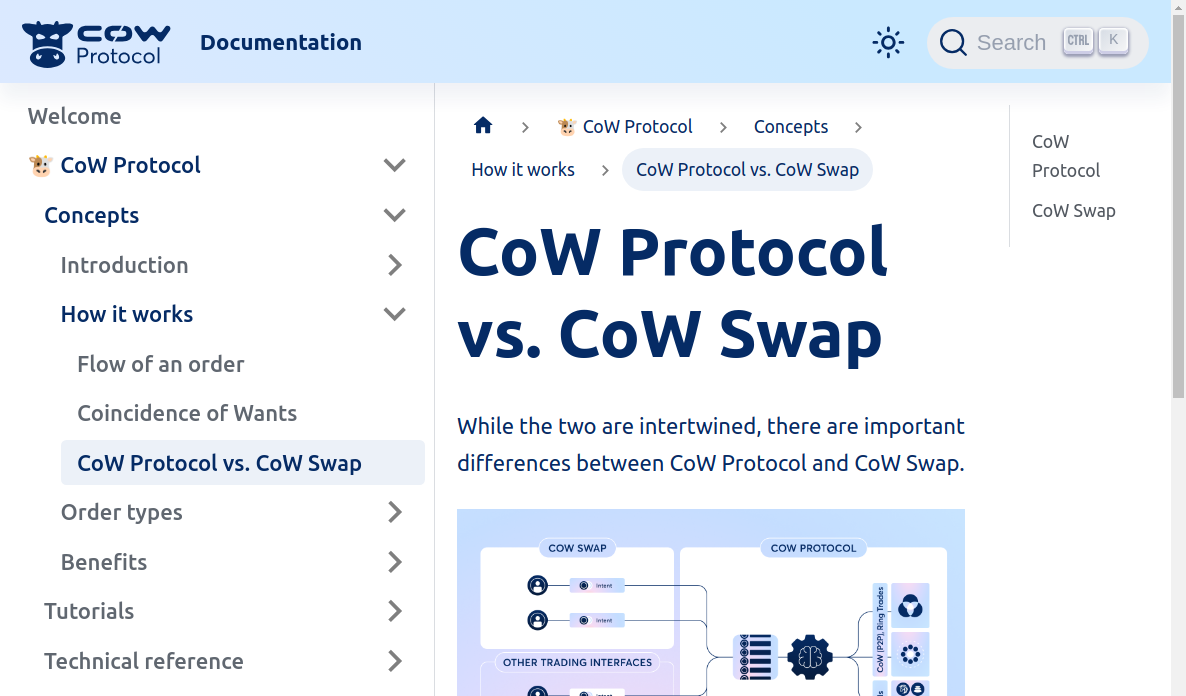 COW
Protocol
Documentation
Search
CTRL
K
Welcome
CoW Protocol
Concepts
Introduction
How it works
Flow of an order
Coincidence of Wants
CoW Protocol vs. CoW Swap
Order types
Benefits
Tutorials
Technical reference
CoW Protocol
Concepts
How it works
CoW Protocol vs. CoW Swap
CoW Protocol
vs. CoW Swap
While the two are intertwined, there are important
differences between CoW Protocol and CoW Swap.
COW SWAP
COW PROTOCOL
Intent
Intent
OTHER TRADING INTERFACES
Intent
CoW (P2P), Ring Trades
CoW
Protocol
CoW Swap